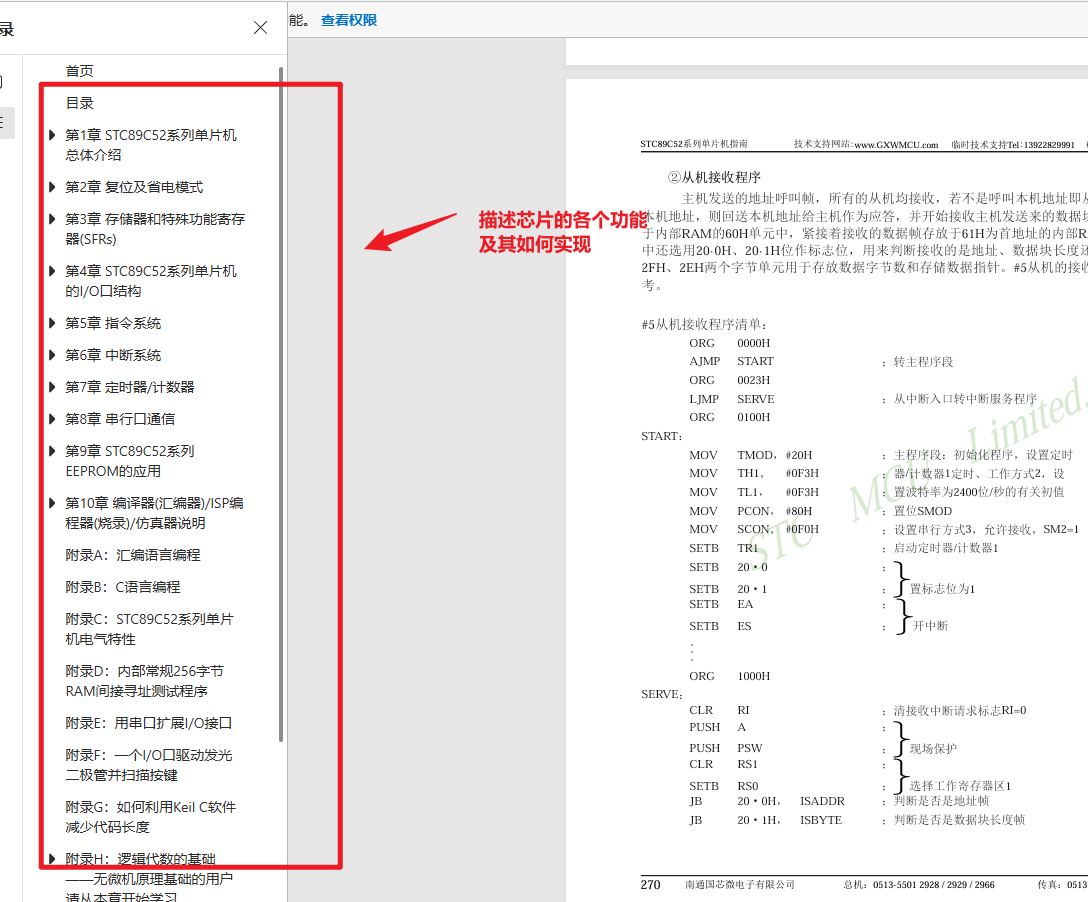 录
能。 查看权限
首页
目录
第1章 STC89C52系列单片机
总体介绍
第2章 复位及省电模式
第3章 存储器和特殊功能寄存
器(SFRs)
第4章 STC89C52系列单片机
的I/O口结构
第5章 指令系统
第6章 中断系统
第7章 定时器/计数器
第8章 串行口通信
第9章 STC89C52系列
EEPROM的应用
第10章 编译器(汇编器)/ISP编
程器(烧录)/仿真器说明
附录A：汇编语言编程
附录B：C语言编程
附录C：STC89C52系列单片
机电气特性
附录D：内部常规256字节
RAM间接寻址测试程序
附录E：用串口扩展I/O接口
附录F：一个I/O口驱动发光
二极管并扫描按键
附录G：如何利用Keil C软件
减少代码长度
附录H：逻辑代数的基础
——无微机原理基础的用户
请从本章开始学习
描述芯片的各个功能
及其如何实现
STC89C52系列单片机指南 技术支持网站：www.GXWMCU.com 临时技术支持Tel：13922829991
②从机接收程序
主机发送的地址呼叫帧，所有的从机均接收，若不是呼叫本机地址即从
本机地址，则回送本机地址给主机作为应答，并开始接收主机发送来的数据块
于内部RAM的60H单元中，紧接着接收的数据帧存放于61H为首地址的内部RA
中还选用20·0H、20·1H位作标志位，用来判断接收的是地址、数据块长度还
2FH、2EH两个字节单元用于存放数据字节数和存储数据指针。#5从机的接收
考。
#5从机接收程序清单：
ORG 0000H
AJMP START ；转主程序段
ORG 0023H
LJMP SERVE ；从中断入口转中断服务程序
ORG 0100H
START：
MOV TMOD，#20H ；主程序段：初始化程序，设置定时
MOV TH1， #0F3H ；器/计数器1定时、工作方式2，设
MOV TL1， #0F3H ；置波特率为2400位/秒的有关初值
MOV PCON，#80H ；置位SMOD
MOV SCON，#0F0H ；设置串行方式3，允许接收，SM2=1
SETB TR1 ；启动定时器/计数器1
SETB 20·0 ；
SETB 20·1 ； 置标志位为1
SETB EA ；
SETB ES ； 开中断
ORG 1000H
SERVE；
CLR RI ；清接收中断请求标志RI=0
PUSH A ；
PUSH PSW ； 现场保护
CLR RS1 ；
SETB RS0 ； 选择工作寄存器区1
JB 20·0H， ISADDR ；判断是否是地址帧
JB 20·1H， ISBYTE ；判断是否是数据块长度帧
STC MCU Limited.
270 南通国芯微电子有限公司 总机：0513-5501 2928 / 2929 / 2966 传真：0513